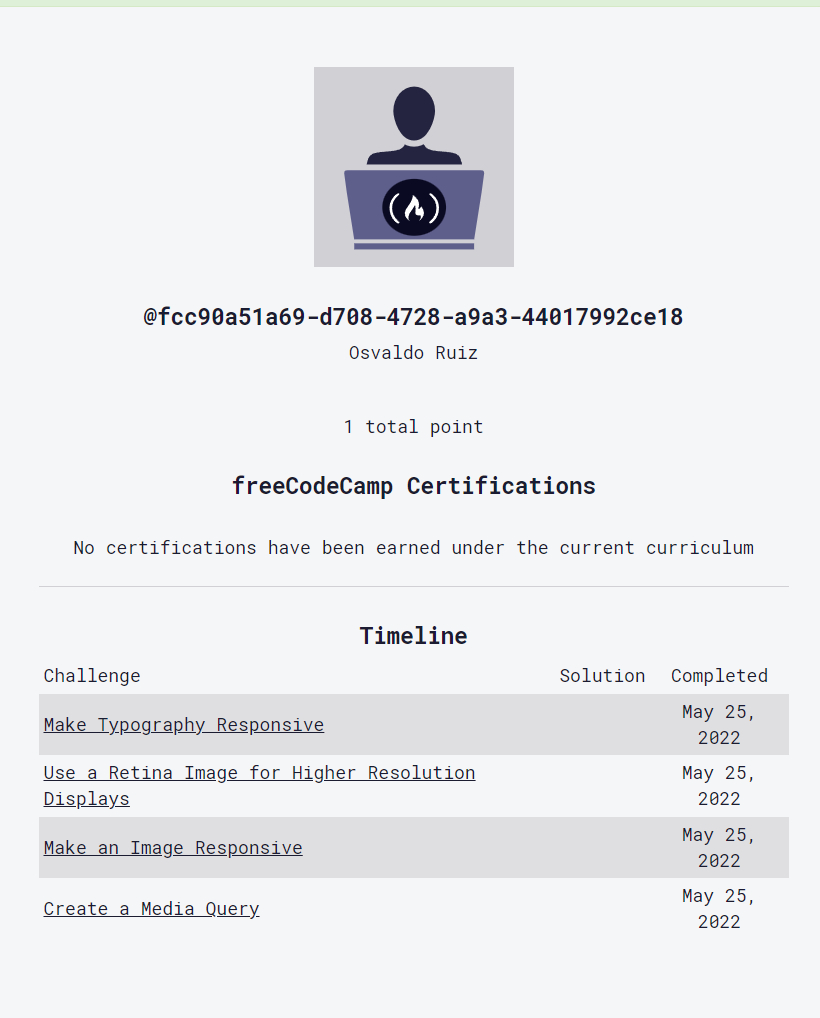 @fcc90a51a69-d708-4728-a9a3-44017992ce18
Osvaldo Ruiz
1 total point
freeCodeCamp Certifications
No certifications have been earned under the current curriculum
Timeline
Challenge Solution Completed
Make Typography Responsive May 25,
2022
Use a Retina Image for Higher Resolution May 25,
Displays 2022
Make an Image Responsive May 25,
2022
Create a Media Query May 25,
2022